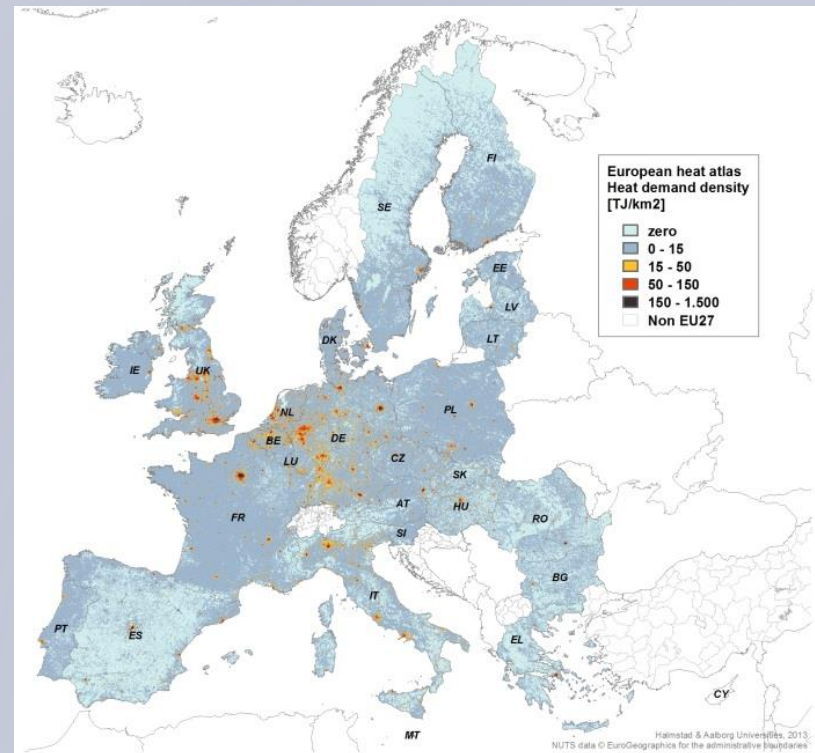 FI
SE
EE
LV
LT
DK
IE
UK
NL
BE
DE
PL
LU
CZ
SK
FR
AT
HU
SI
RO
IT
BG
PT
ES
EL
CY
MT
European heat atlas
Heat demand density
[TJ/km2]
zero
0 - 15
15 - 50
50 - 150
150 - 1.500
Non EU27
Halmstad & Aalborg Universities, 2013
NUTS data © EuroGeographics for the administrative boundaries